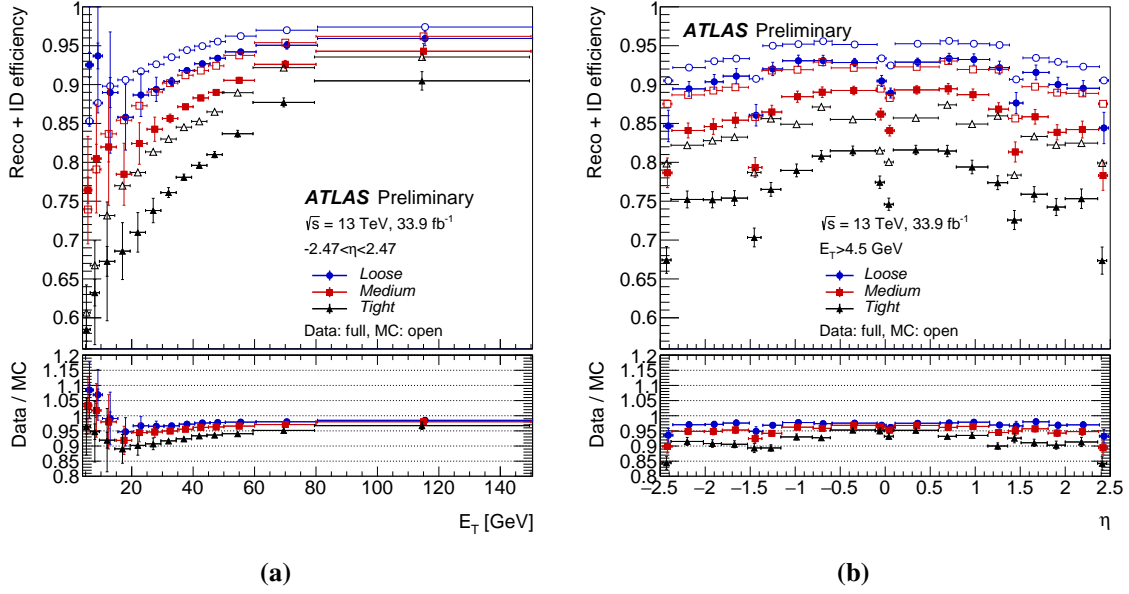 Reco + ID efficiency
0.95
0.9
0.85
0.8
0.75
0.7
0.65
0.6
ATLAS Preliminary
√s = 13 TeV, 33.9 fb⁻¹
-2.47<η<2.47
Loose
Medium
Tight
Data: full, MC: open
Data / MC
1.2
1.15
1.1
1.05
1
0.95
0.9
0.85
0.8
20 40 60 80 100 120 140
E_T [GeV]
(a)
Reco + ID efficiency
1
0.95
0.9
0.85
0.8
0.75
0.7
0.65
0.6
ATLAS Preliminary
√s = 13 TeV, 33.9 fb⁻¹
E_T>4.5 GeV
Loose
Medium
Tight
Data: full, MC: open
Data / MC
1.2
1.15
1.1
1.05
1
0.95
0.9
0.85
0.8
−2.5 −2 −1.5 −1 −0.5 0 0.5 1 1.5 2 2.5
η
(b)